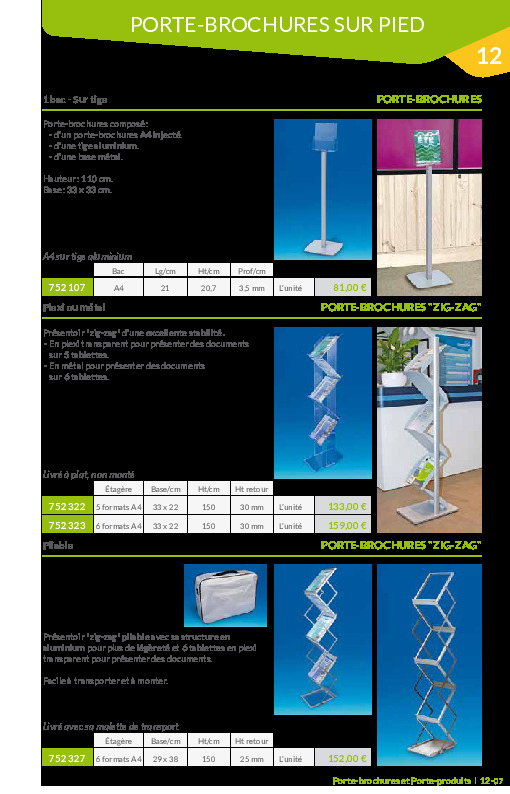 PORTE-BROCHURES SUR PIED
12
1 bac - Sur tige
PORTE-BROCHURES
Porte-brochures composé :
- d'un porte-brochures A4 injecté.
- d'une tige aluminium.
- d'une base métal.
Hauteur : 110 cm.
Base : 33 x 33 cm.
A4 sur tige aluminium
Bac Lg/cm Ht/cm Prof/cm
752 107 A4 21 20,7 3,5 mm L'unité 81,00 €
Plexi ou métal
PORTE-BROCHURES "ZIG-ZAG"
Présentoir "zig-zag" d'une excellente stabilité.
- En plexi transparent pour présenter des documents
sur 5 tablettes.
- En métal pour présenter des documents
sur 6 tablettes.
Livré à plat, non monté
Étagère Base/cm Ht/cm Ht retour
752 322 5 formats A4 33 x 22 150 30 mm L'unité 133,00 €
752 323 6 formats A4 33 x 22 150 30 mm L'unité 159,00 €
Pliable
PORTE-BROCHURES "ZIG-ZAG"
Présentoir "zig-zag" pliable avec sa structure en
aluminium pour plus de légèreté et 6 tablettes en plexi
transparent pour présenter des documents.
Facile à transporter et à monter.
Livré avec sa malette de transport
Étagère Base/cm Ht/cm Ht retour
752 327 6 formats A4 29 x 38 150 25 mm L'unité 152,00 €
Porte-brochures et Porte-produits | 12-07